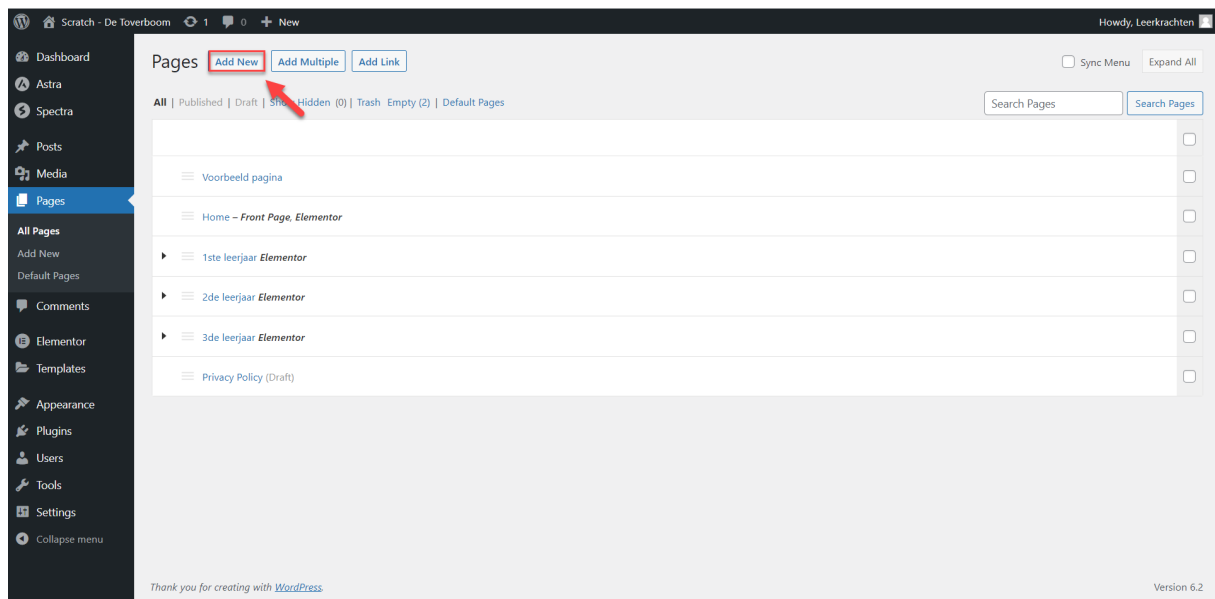 Scratch - De Toverboom 1 0 New Howdy, Leerkrachten
Dashboard
Astra
Spectra
Posts
Media
Pages
All Pages
Add New
Default Pages
Comments
Elementor
Templates
Appearance
Plugins
Users
Tools
Settings
Collapse menu
Pages Add New Add Multiple Add Link Sync Menu Expand All
All | Published | Draft | Show Hidden (0) | Trash Empty (2) | Default Pages Search Pages Search Pages
Voorbeeld pagina
Home – Front Page, Elementor
1ste leerjaar Elementor
2de leerjaar Elementor
3de leerjaar Elementor
Privacy Policy (Draft)
Thank you for creating with WordPress. Version 6.2